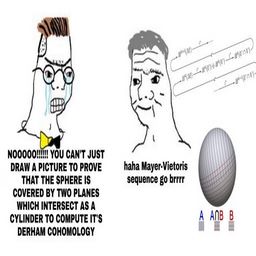 NOOOOO!!!!!! YOU CAN'T JUST
DRAW A PICTURE TO PROVE
THAT THE SPHERE IS
COVERED BY TWO PLANES
WHICH INTERSECT AS A
CYLINDER TO COMPUTE IT'S
DERHAM COHOMOLOGY
haha Mayer-Vietoris
sequence go brrrr
A A∩B B